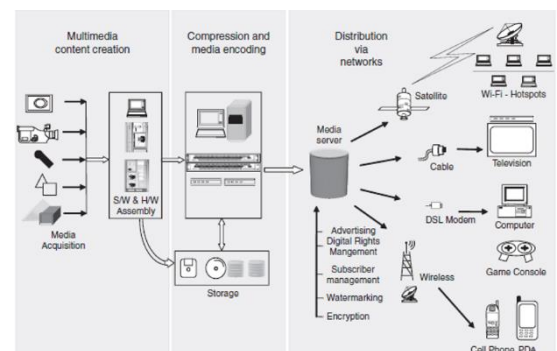 Multimedia
content creation
Compression and
media encoding
Distribution
via
networks
Satellite
Wi-Fi - Hotspots
Media
server
Cable
Television
S/W & H/W
Assembly
Media
Acquisition
DSL Modem
Computer
Advertising
Digital Rights
Mangement
Subscriber
management
Watermarking
Encryption
Wireless
Game Console
Storage
Cell Phone, PDA